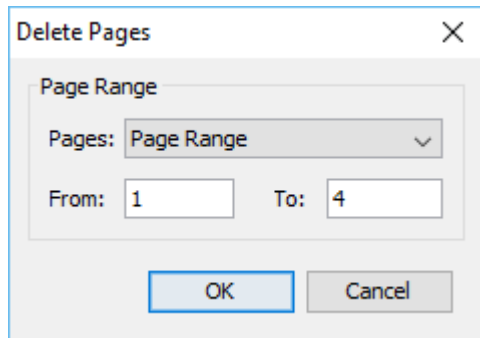 Delete Pages
Page Range
Pages: Page Range
From: 1 To: 4
OK Cancel